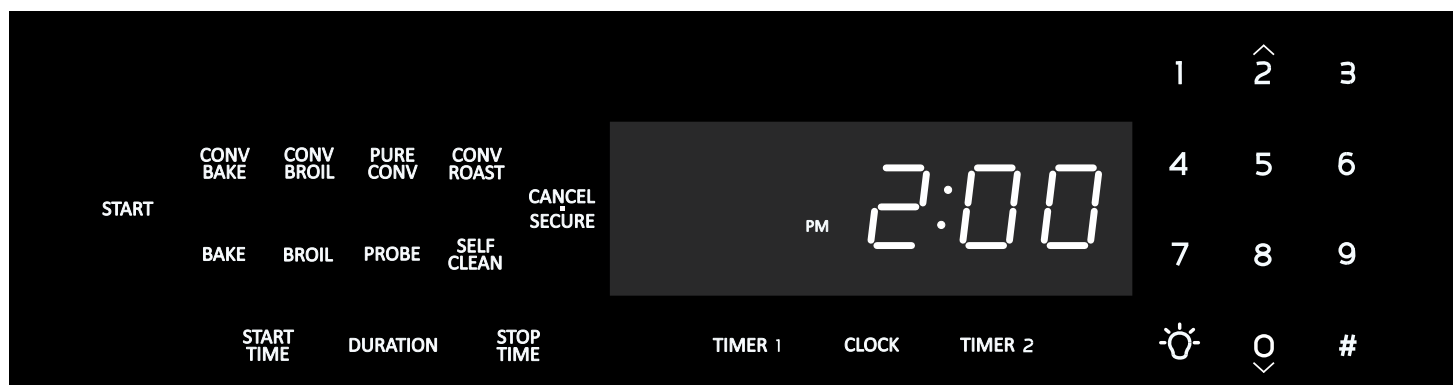 START
CONV BAKE
CONV BROIL
PURE CONV
CONV ROAST
BAKE
BROIL
PROBE
SELF CLEAN
CANCEL
SECURE
START TIME
DURATION
STOP TIME
PM 2:00
TIMER 1
CLOCK
TIMER 2
1 2 3
4 5 6
7 8 9
0 #